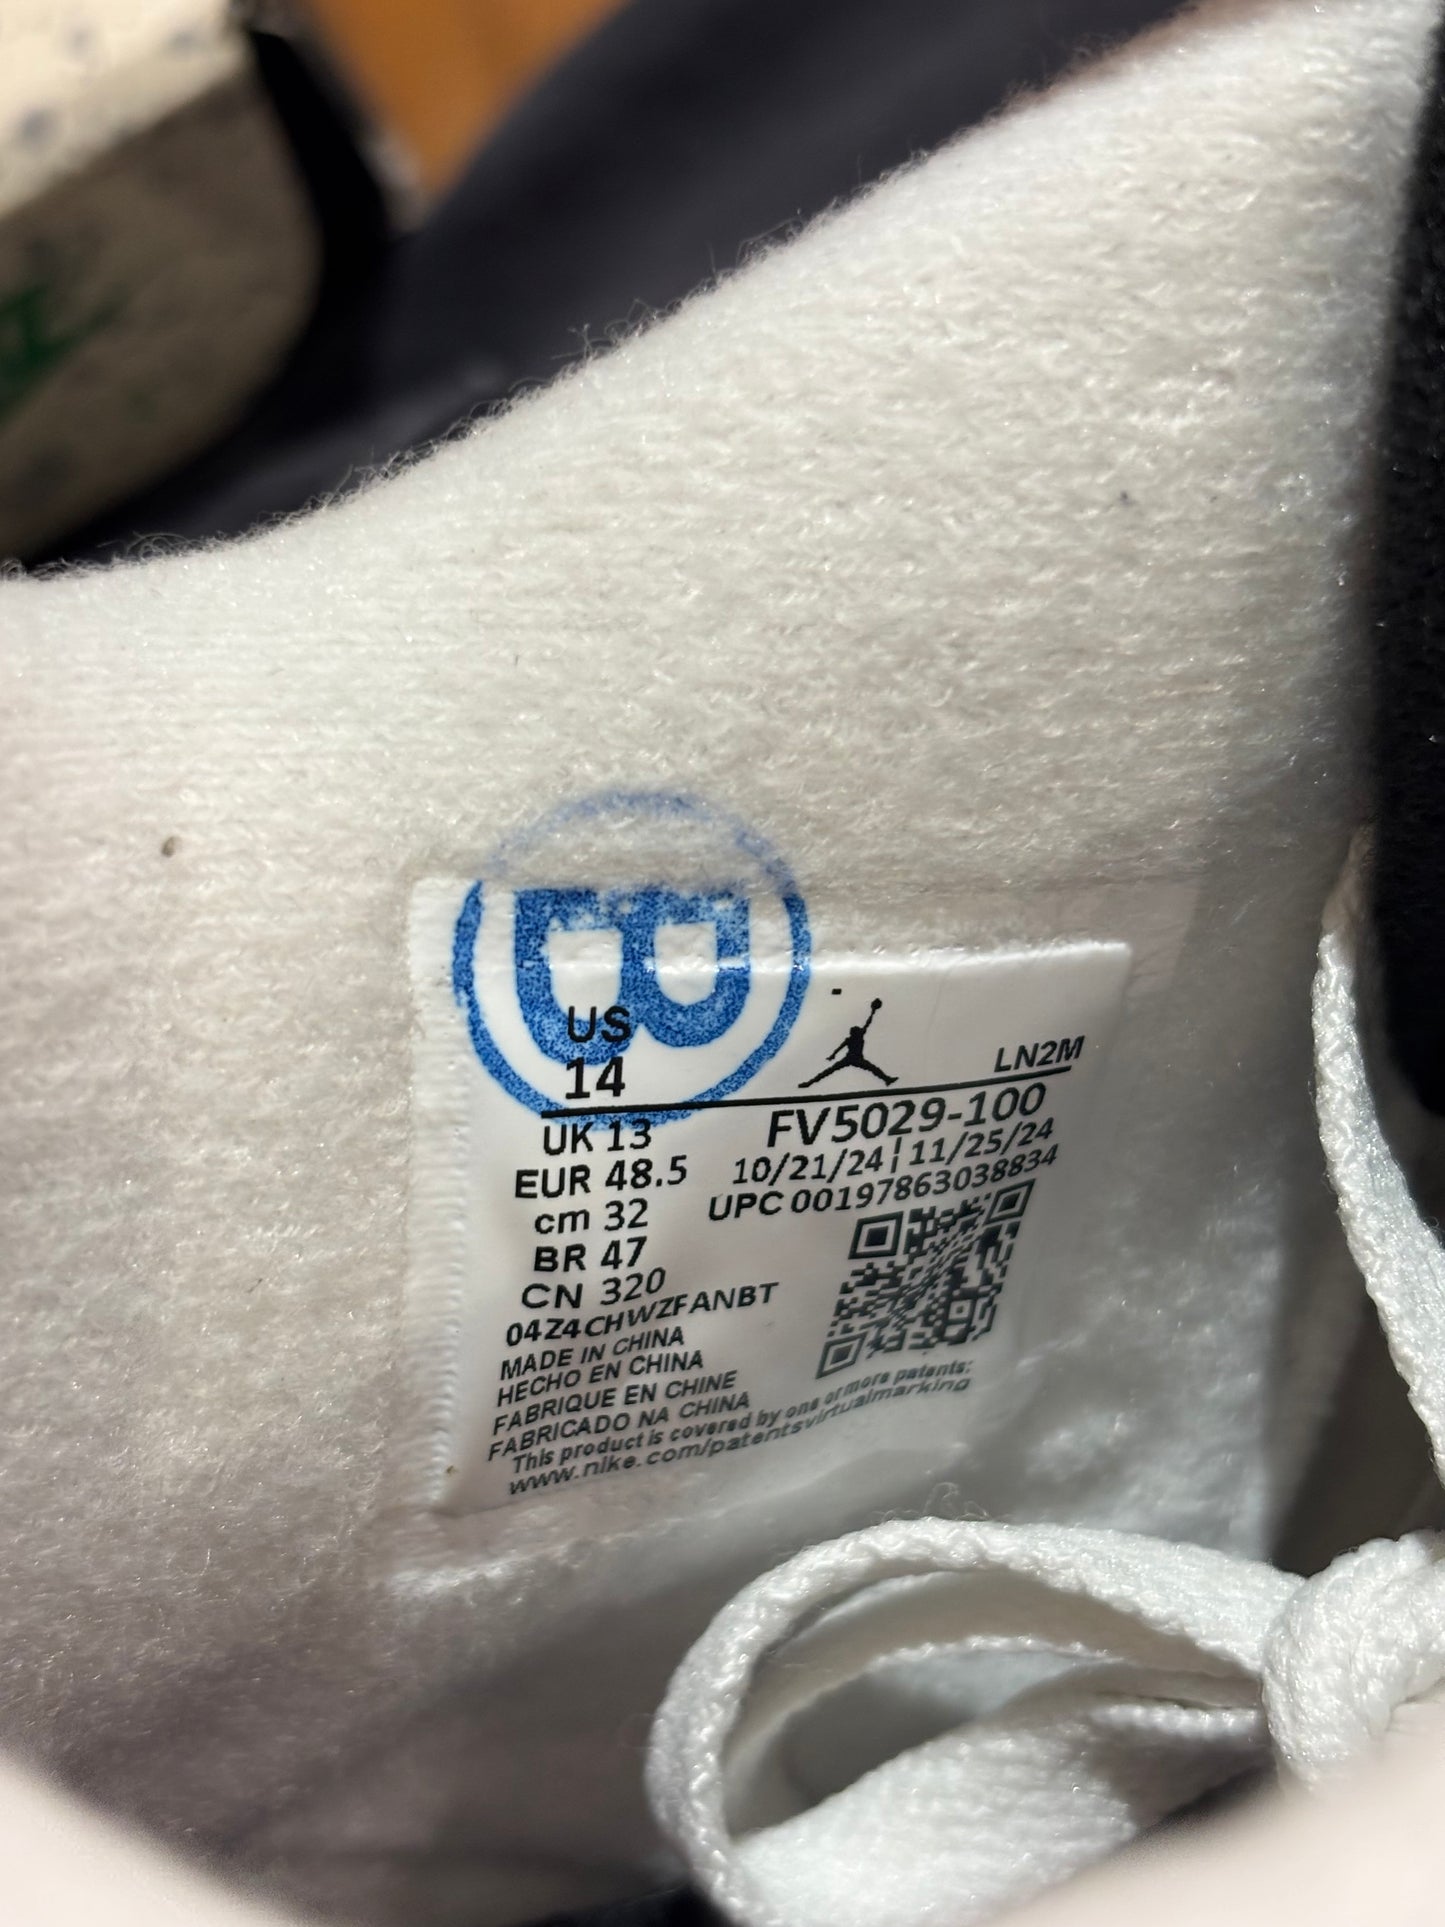 B
US
14
LN2M
UK 13
FV5029-100
EUR 48.5
10/21/24 | 11/25/24
cm 32
UPC 00197863038834
BR 47
CN 320
04Z4CHWZFANBT
MADE IN CHINA
HECHO EN CHINA
FABRIQUE EN CHINE
FABRICADO NA CHINA
This product is covered by one or more patents:
www.nike.com/patentsvirtualmarking